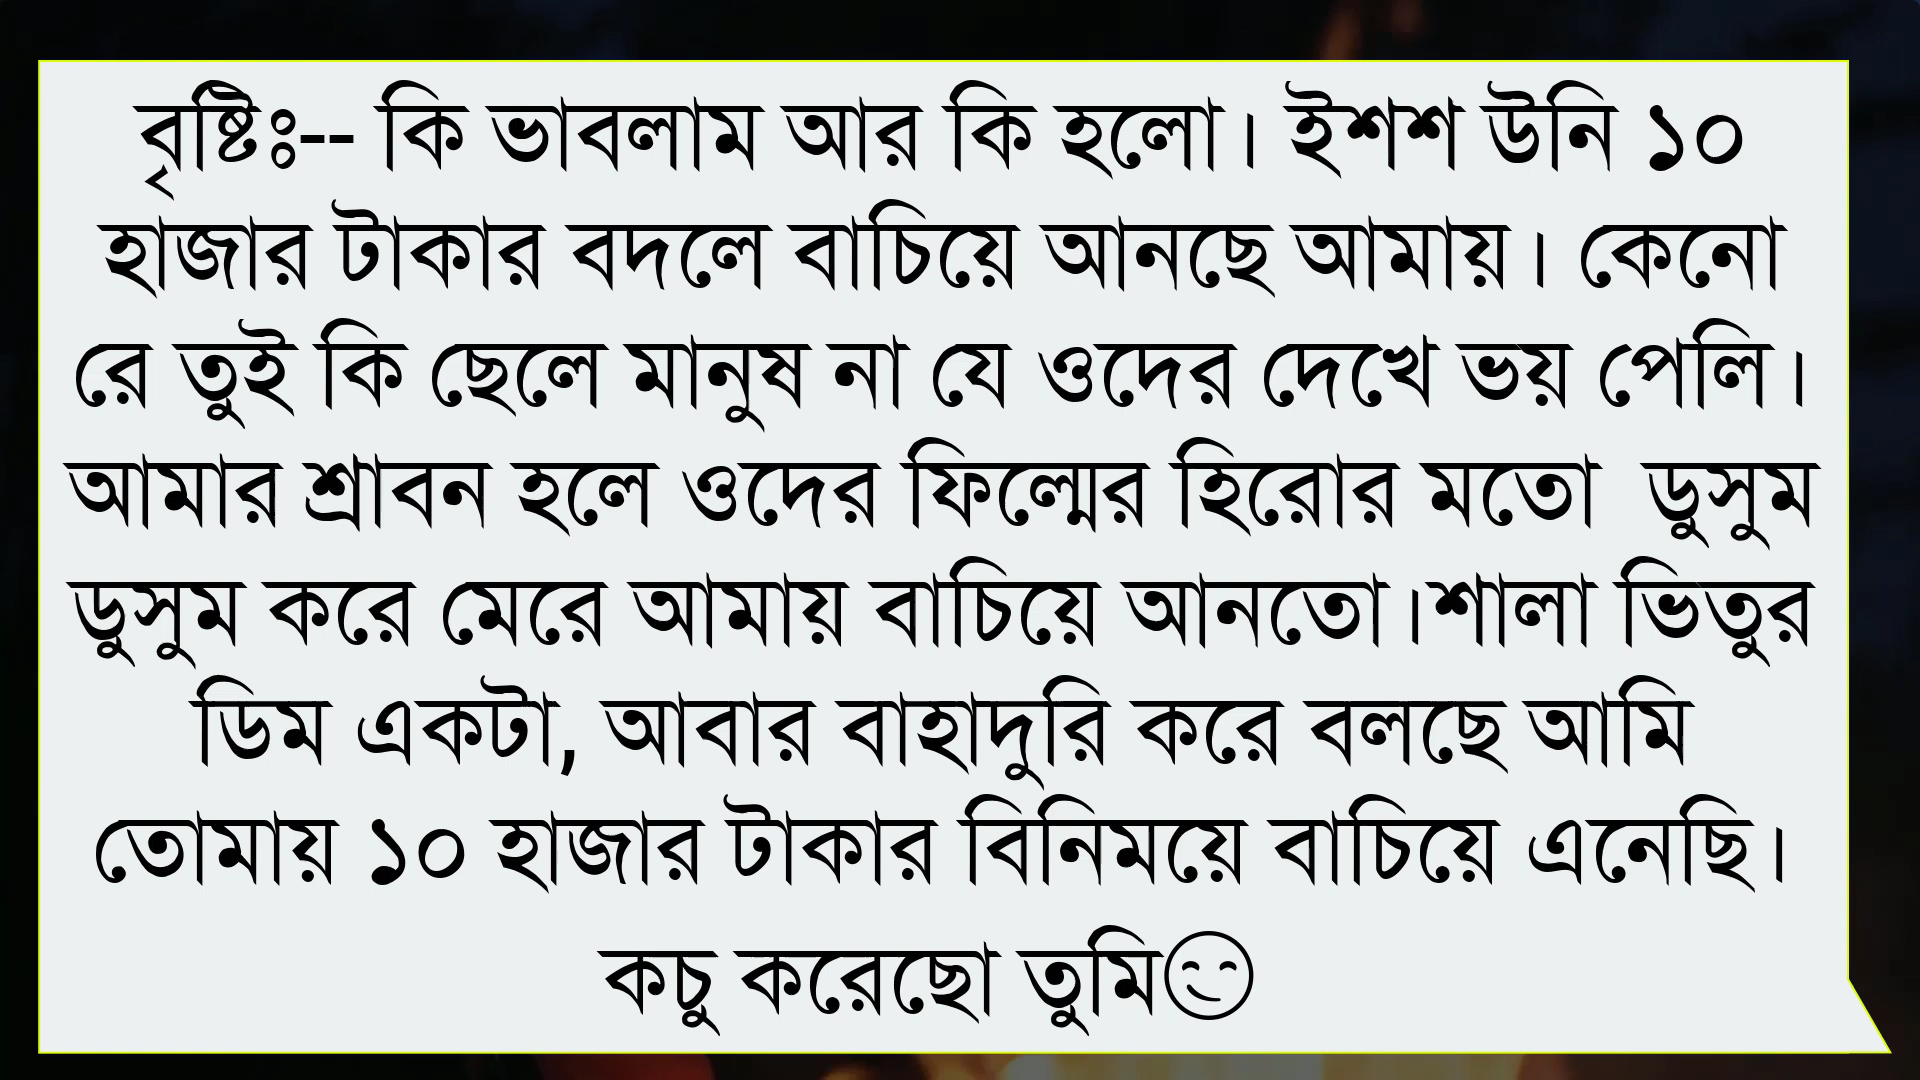 বৃষ্টিঃ-- কি ভাবলাম আর কি হলো। ইশশ উনি ১০
হাজার টাকার বদলে বাচিয়ে আনছে আমায়। কেনো
রে তুই কি ছেলে মানুষ না যে ওদের দেখে ভয় পেলি।
আমার শ্রাবন হলে ওদের ফিল্মের হিরোর মতো  ডুসুম
ডুসুম করে মেরে আমায় বাচিয়ে আনতো।শালা ভিতুর
ডিম একটা, আবার বাহাদুরি করে বলছে আমি
তোমায় ১০ হাজার টাকার বিনিময়ে বাচিয়ে এনেছি।
কচু করেছো তুমি😊